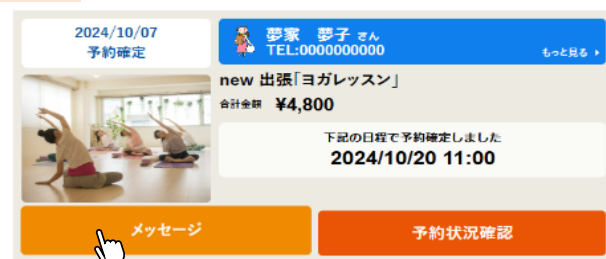 2024/10/07
予約確定
夢家 夢子 さん
TEL:0000000000
もっと見る
new 出張「ヨガレッスン」
合計金額 ¥4,800
下記の日程で予約確定しました
2024/10/20 11:00
メッセージ
予約状況確認